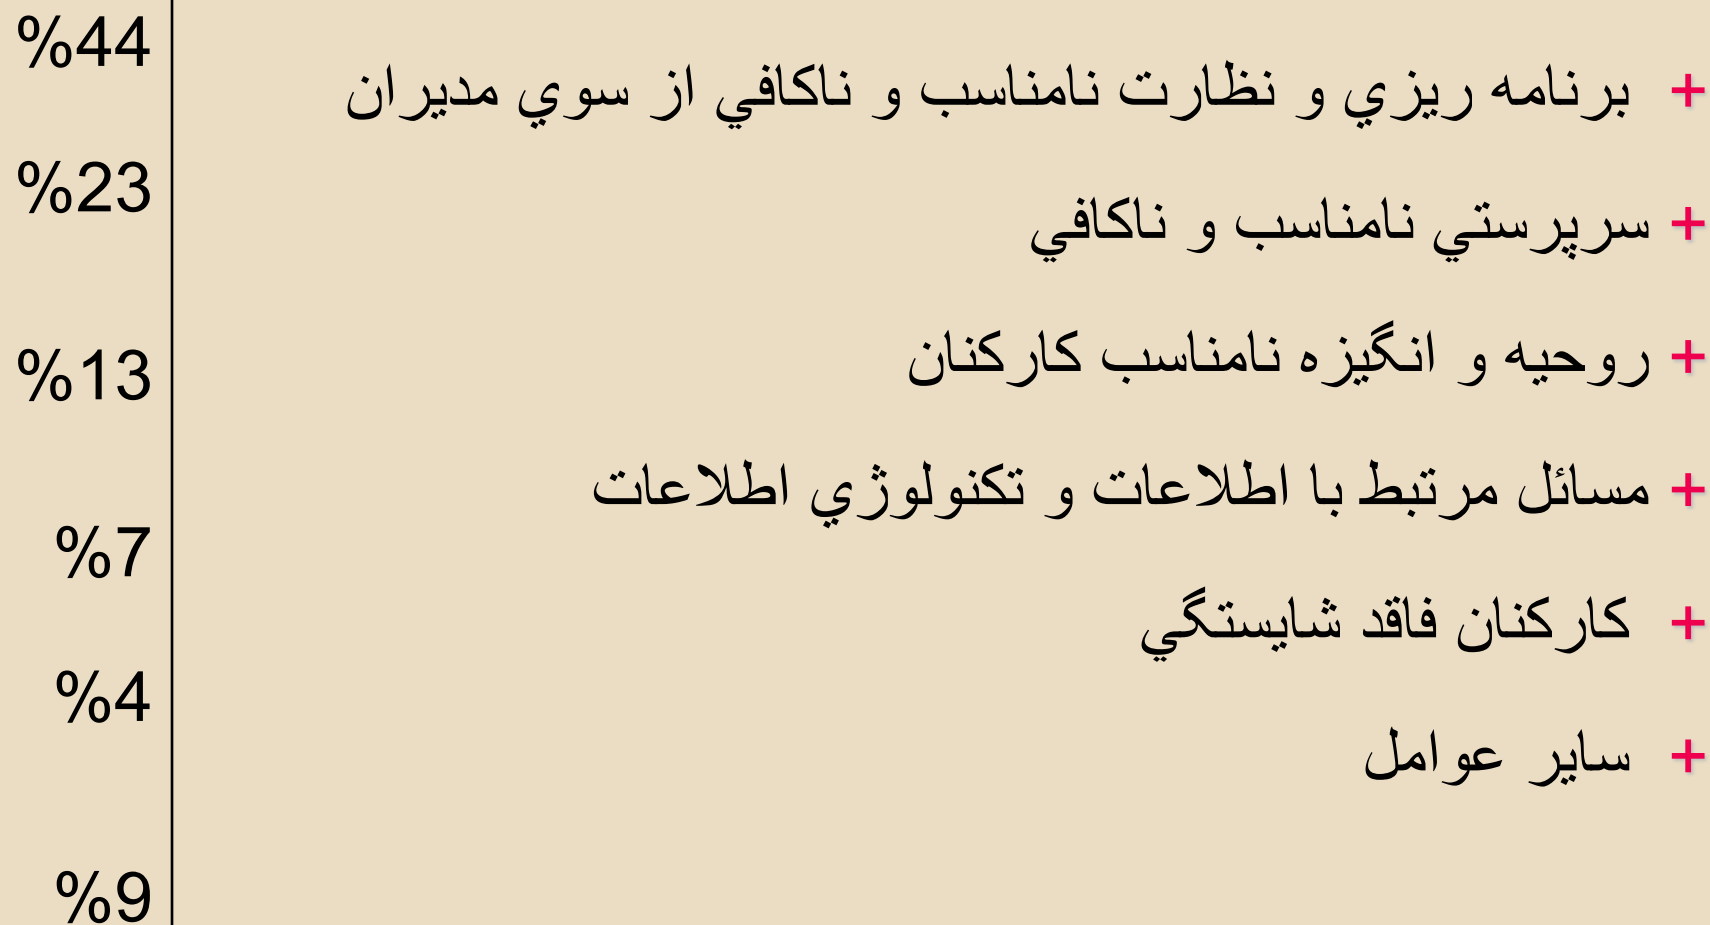 + برنامه ريزي و نظارت نامناسب و ناكافي از سوي مديران
%44
+ سرپرستي نامناسب و ناكافي
%23
+ روحيه و انگيزه نامناسب كاركنان
%13
+ مسائل مرتبط با اطلاعات و تكنولوژي اطلاعات
%7
+ كاركنان فاقد شايستگي
%4
+ ساير عوامل
%9